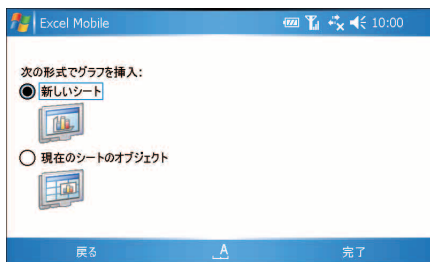 Excel Mobile 10:00
次の形式でグラフを挿入:
新しいシート
現在のシートのオブジェクト
戻る A 完了